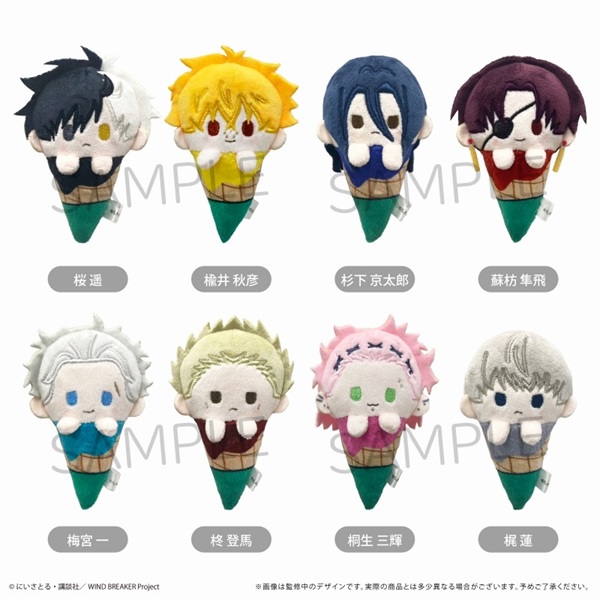 SAMPLE SAMPLE
桜 遥 楡井 秋彦 杉下 京太郎 蘇枋 隼飛
SAMPLE SAMPLE
梅宮 一 柊 登馬 桐生 三輝 梶 蓮
© にいさとる・講談社／ WIND BREAKER Project ※画像は監修中のデザインです。実際の商品とは多少異なる場合がございます。予めご了承ください。